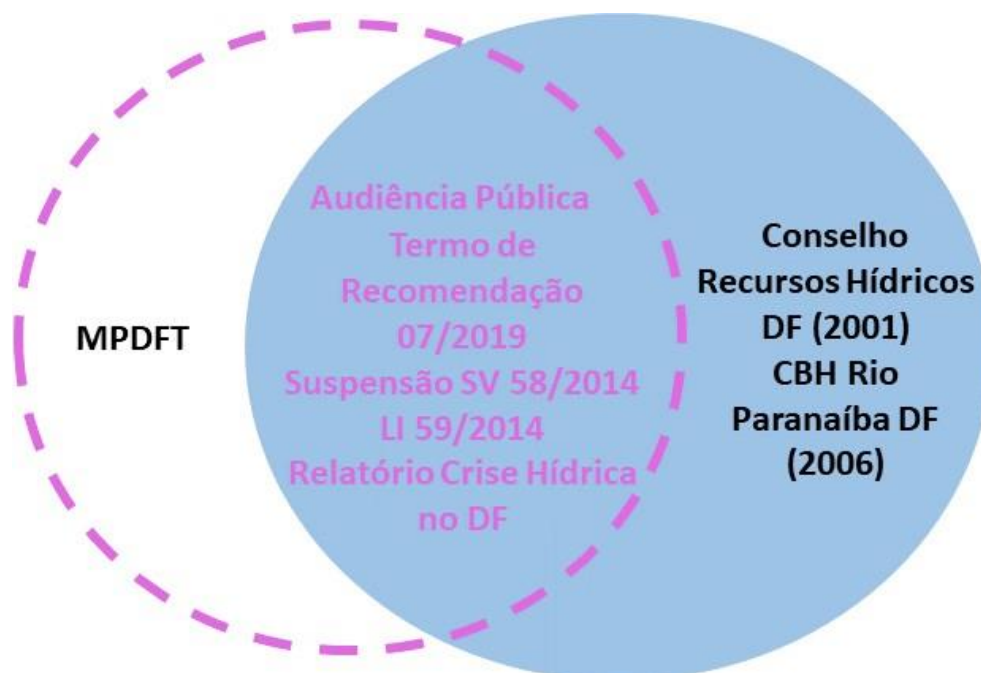 MPDFT
Audiência Pública
Termo de
Recomendação
07/2019
Suspensão SV 58/2014
LI 59/2014
Relatório Crise Hídrica
no DF
Conselho
Recursos Hídricos
DF (2001)
CBH Rio
Paranaíba DF
(2006)